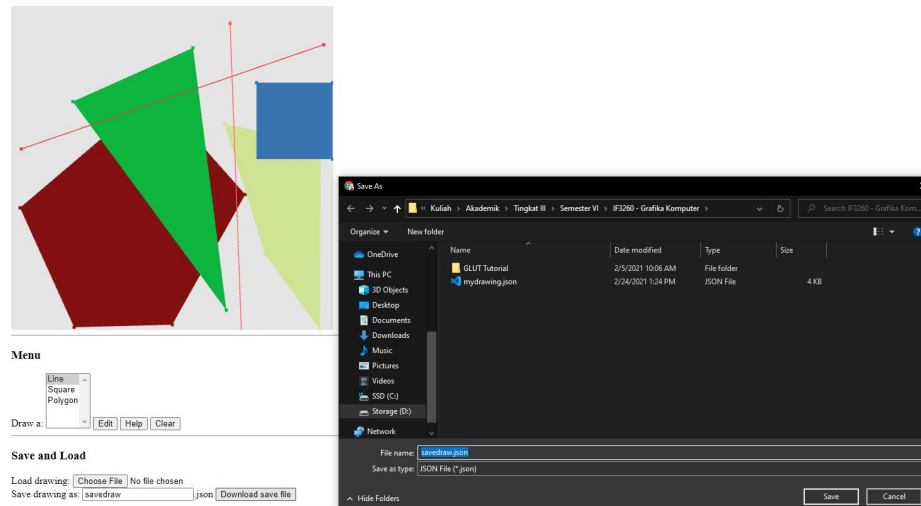 Menu
Line
Square
Polygon
Draw a:
Edit
Help
Clear
Save and Load
Load drawing: Choose File No file chosen
Save drawing as: savedraw .json Download save file
Save As
« Kuliah › Akademik › Tingkat III › Semester VI › IF3260 - Grafika Komputer ›
Search IF3260 - Grafika Kom...
Organize
New folder
OneDrive
This PC
3D Objects
Desktop
Documents
Downloads
Music
Pictures
Videos
SSD (C:)
Storage (D:)
Network
Name Date modified Type Size
GLUT Tutorial 2/5/2021 10:06 AM File folder
mydrawing.json 2/24/2021 1:24 PM JSON File 4 KB
File name: savedraw.json
Save as type: JSON File (*.json)
Hide Folders
Save
Cancel